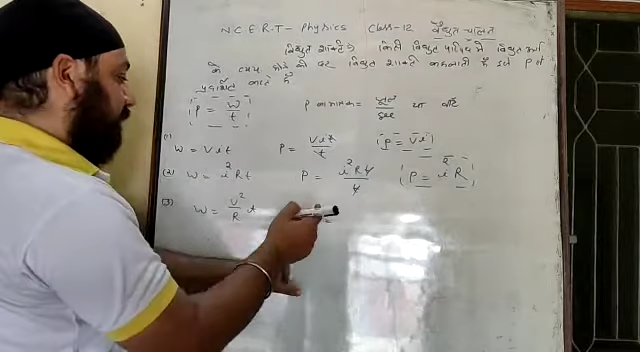 NCERT - Physics Class-12 वैद्युत चालन
विद्युत शक्ति → किसी विद्युत परिपथ में विद्युत ऊर्जा
के व्यय होने की दर विद्युत शक्ति कहलाती है इसे P से
प्रदर्शित करते हैं
P = W/t P का मात्रक = जूल/sec या वॉट
(1) W = Vit P = Vit/t (P = Vi)
(2) W = i²Rt P = i²Rt/t (P = i²R)
(3) W = V²/R t